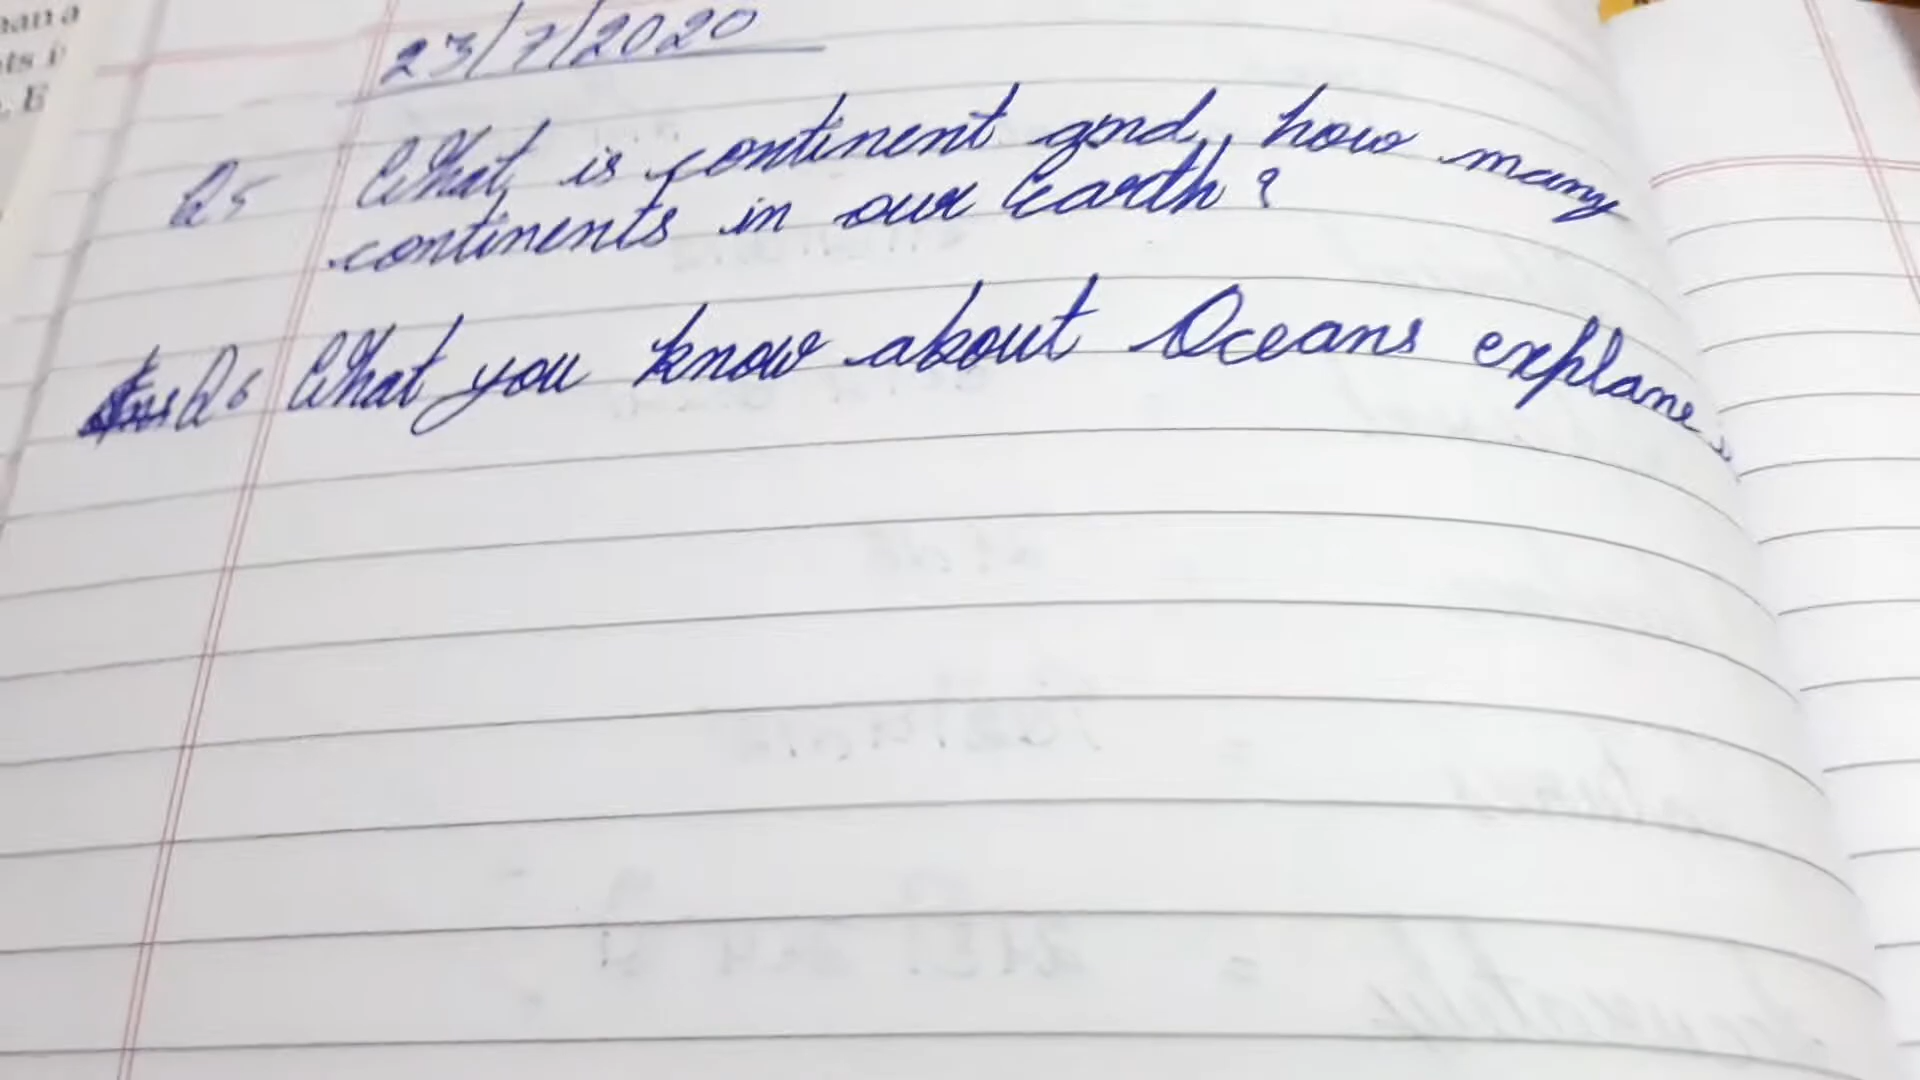 23/7/2020
Q5 What is continent and, how many
continents in our Earth?
Q6 What you know about Oceans explane